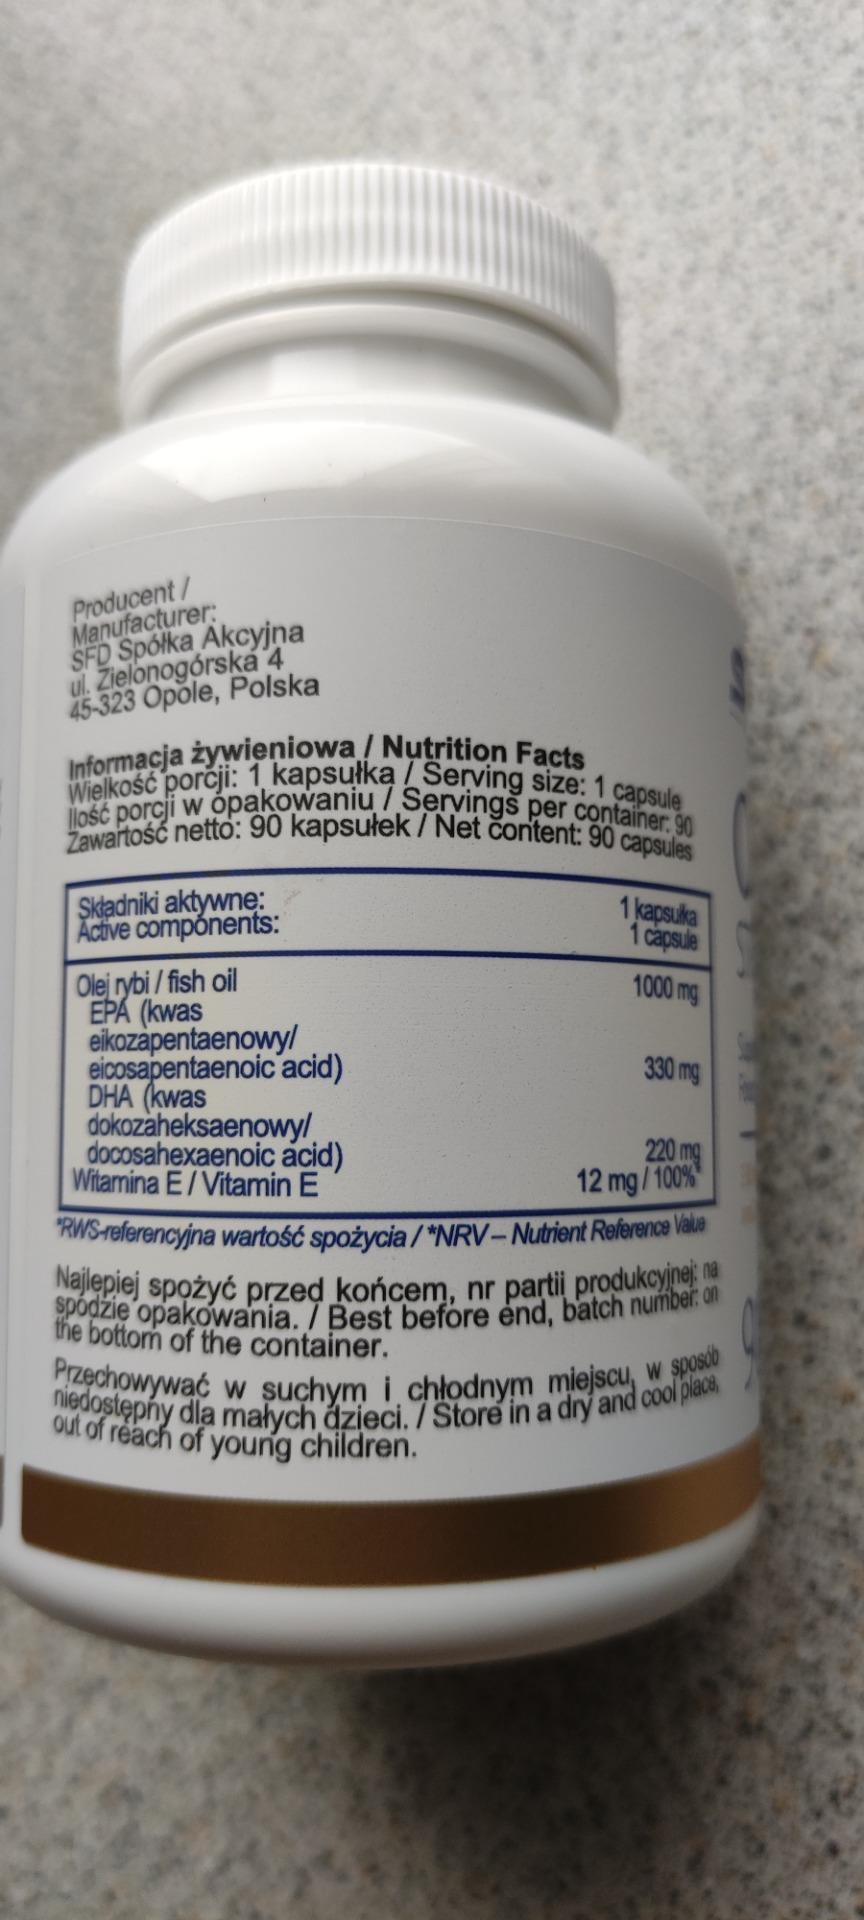 Producent /
Manufacturer:
SFD Spółka Akcyjna
ul. Zielonogórska 4
45-323 Opole, Polska
Informacja żywieniowa / Nutrition Facts
Wielkość porcji: 1 kapsułka / Serving size: 1 capsule
Ilość porcji w opakowaniu / Servings per container: 90
Zawartość netto: 90 kapsułek / Net content: 90 capsules
Składniki aktywne: 1 kapsułka
Active components: 1 capsule
Olej rybi / fish oil 1000 mg
EPA (kwas
eikozapentaenowy/
eicosapentaenoic acid) 330 mg
DHA (kwas
dokozaheksaenowy/
docosahexaenoic acid) 220 mg
Witamina E / Vitamin E 12 mg / 100%*
*RWS-referencyjna wartość spożycia / *NRV – Nutrient Reference Value
Najlepiej spożyć przed końcem, nr partii produkcyjnej: na
spodzie opakowania. / Best before end, batch number: on
the bottom of the container.
Przechowywać w suchym i chłodnym miejscu, w sposób
niedostępny dla małych dzieci. / Store in a dry and cool place,
out of reach of young children.